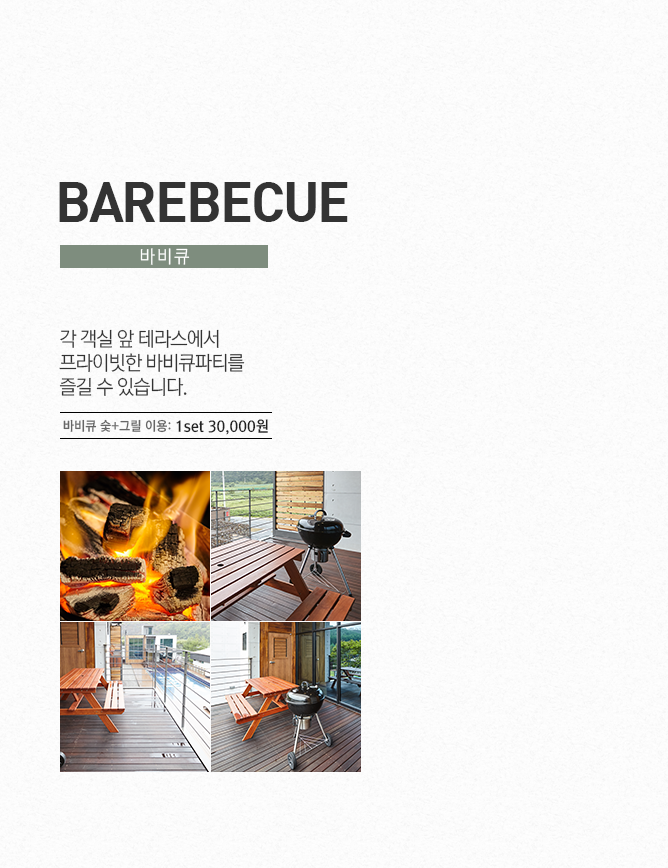 BAREBECUE
바비큐
각 객실 앞 테라스에서
프라이빗한 바비큐파티를
즐길 수 있습니다.
바비큐 숯+그릴 이용: 1set 30,000원